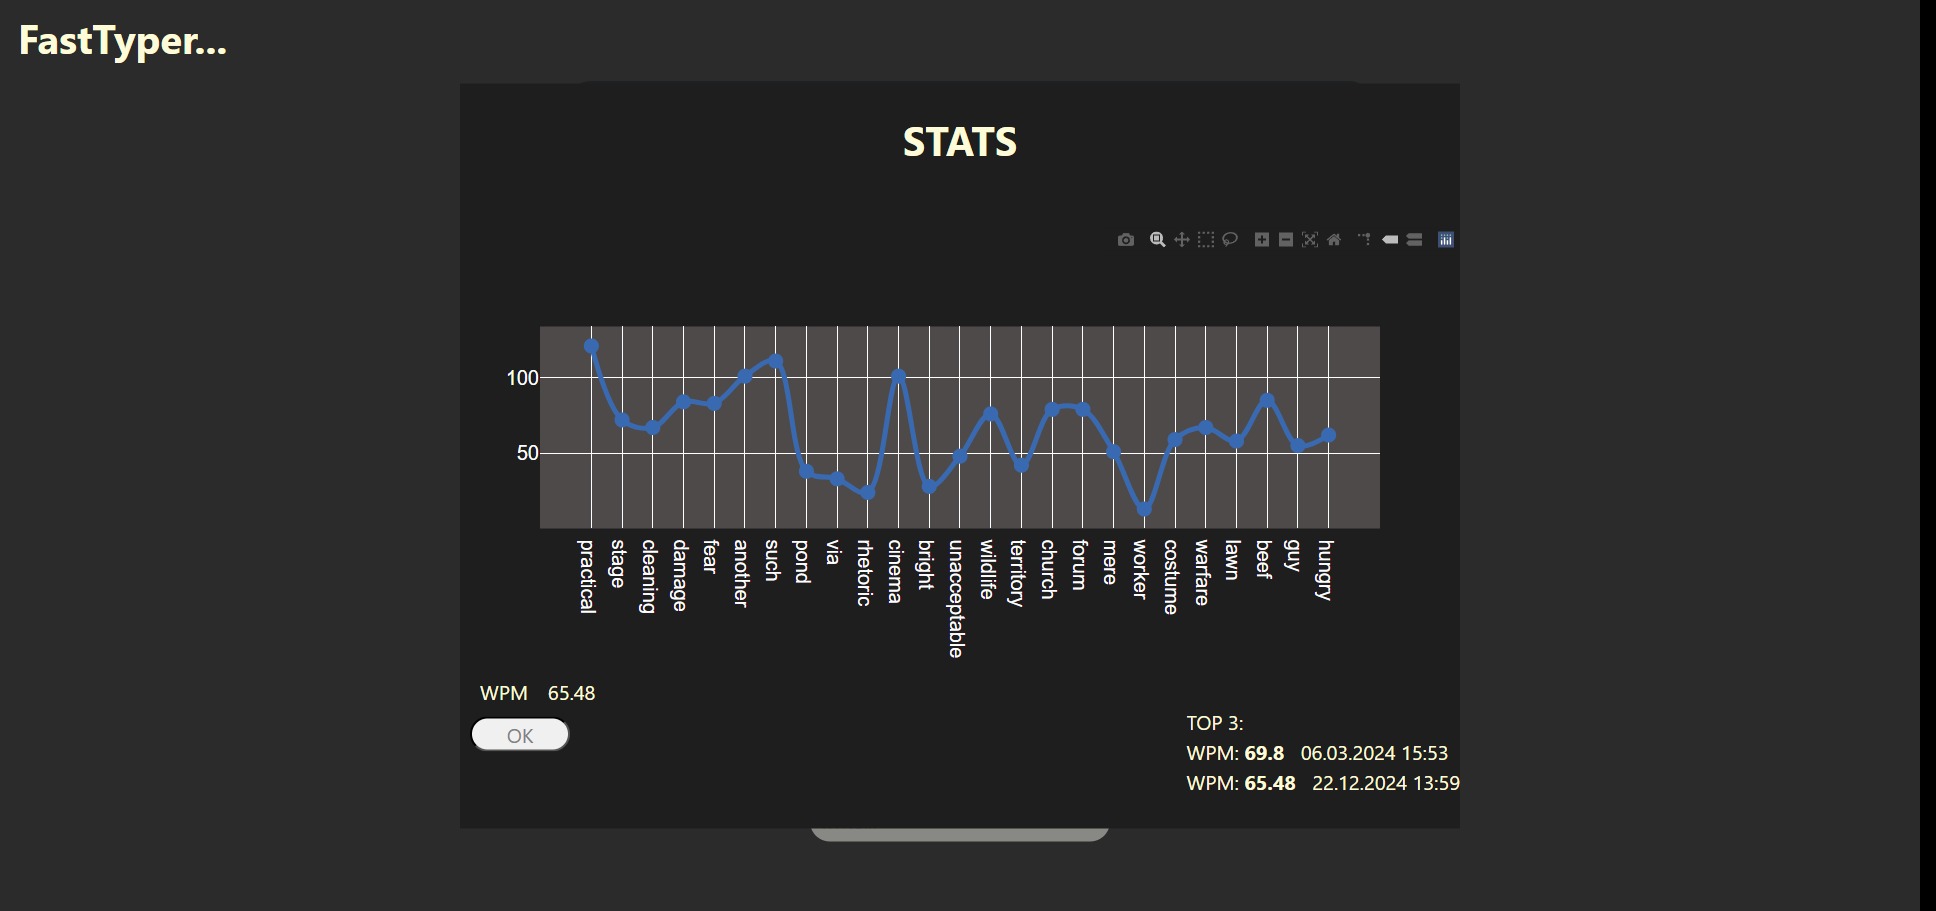 FastTyper...
STATS
100
50
practical
stage
cleaning
damage
fear
another
such
pond
via
rhetoric
cinema
bright
unacceptable
wildlife
territory
church
forum
mere
worker
costume
warfare
lawn
beef
guy
hungry
WPM 65.48
OK
TOP 3:
WPM: 69.8 06.03.2024 15:53
WPM: 65.48 22.12.2024 13:59